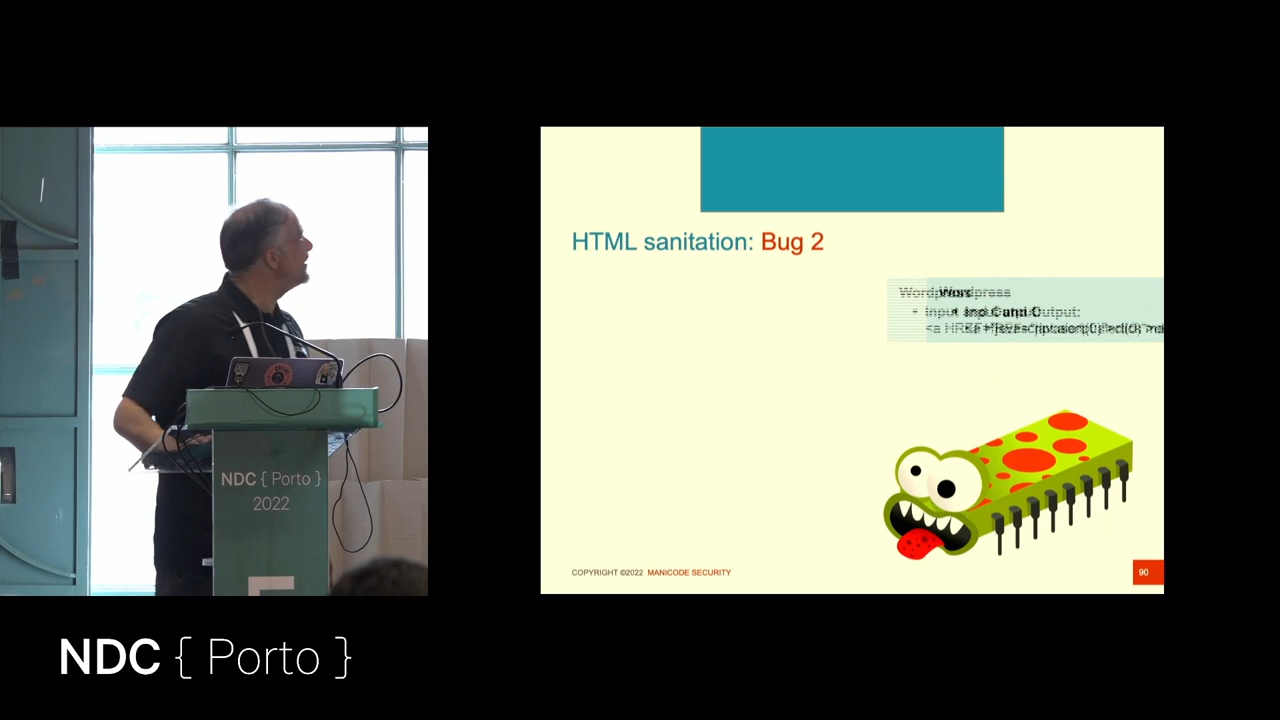 HTML sanitation: Bug 2
NDC { Porto }
2022
COPYRIGHT ©2022 MANICODE SECURITY
90
NDC { Porto }